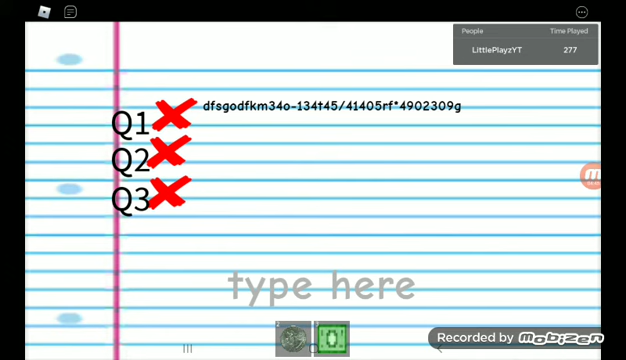 People Time Played
LittlePlayzYT 277
dfsgodfkm34o-134t45/41405rf*4902309g
Q1
Q2
Q3
type here
Recorded by Mobizen